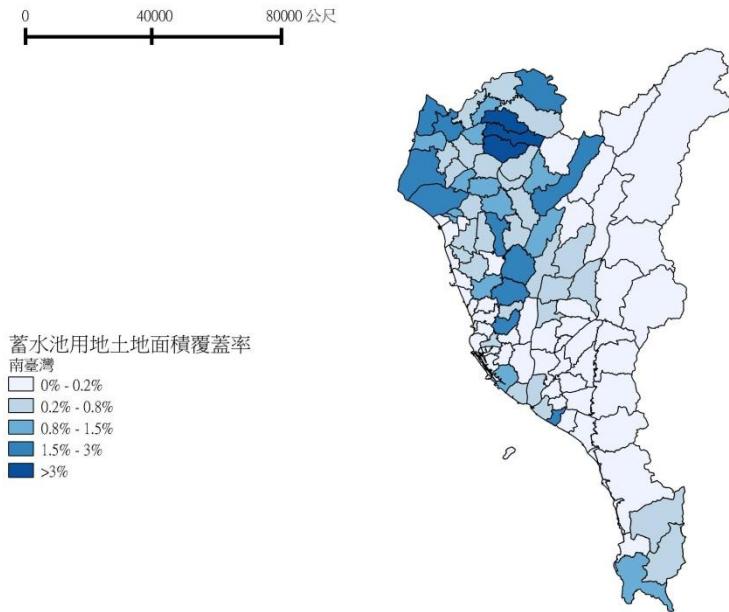 0 40000 80000 公尺
蓄水池用地土地面積覆蓋率
南臺灣
0% - 0.2%
0.2% - 0.8%
0.8% - 1.5%
1.5% - 3%
>3%